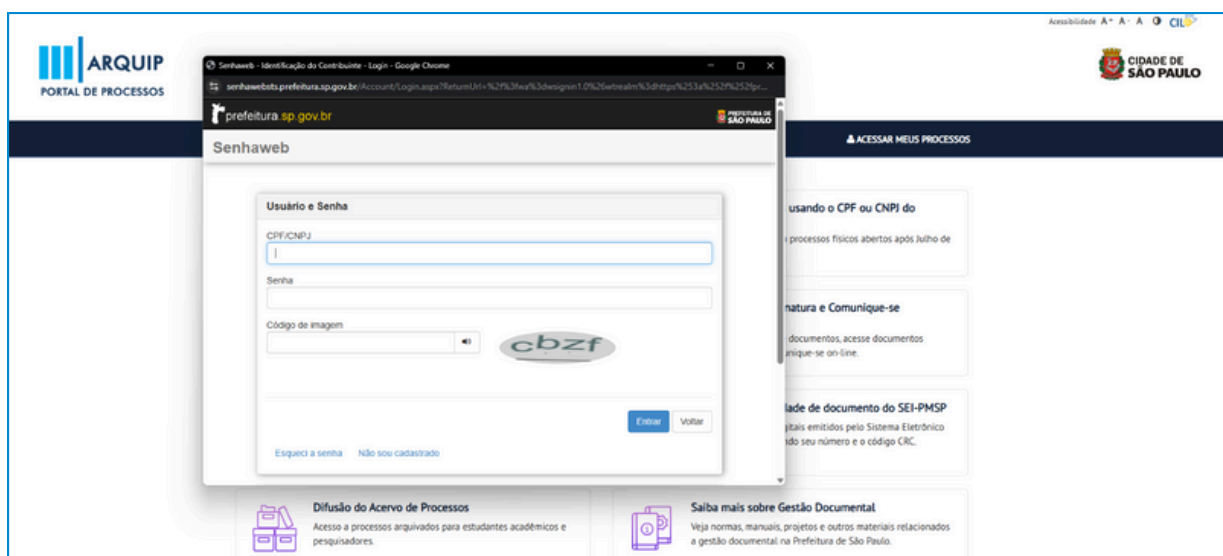 Acessibilidade A+ A- A CIL
ARQUIP
PORTAL DE PROCESSOS
CIDADE DE
SÃO PAULO
Senhaweb - Identificação do Contribuinte - Login - Google Chrome
senhawebsts.prefeitura.sp.gov.br/Account/Login.aspx?ReturnUrl=%2f%3fwa%3dwsignin1.0%26wtrealm%3dhttps%253a%252f%252fpr...
prefeitura.sp.gov.br
PREFEITURA DE
SÃO PAULO
ACESSAR MEUS PROCESSOS
Senhaweb
Usuário e Senha
CPF/CNPJ
Senha
Código de imagem
cbzf
Entrar
Voltar
Esqueci a senha
Não sou cadastrado
usando o CPF ou CNPJ do
processos físicos abertos após Julho de
natura e Comunique-se
documentos, acesse documentos
unique-se on-line.
lade de documento do SEI-PMSP
gitais emitidos pelo Sistema Eletrônico
ndo seu número e o código CRC.
Difusão do Acervo de Processos
Acesso a processos arquivados para estudantes acadêmicos e
pesquisadores.
Saiba mais sobre Gestão Documental
Veja normas, manuais, projetos e outros materiais relacionados
a gestão documental na Prefeitura de São Paulo.